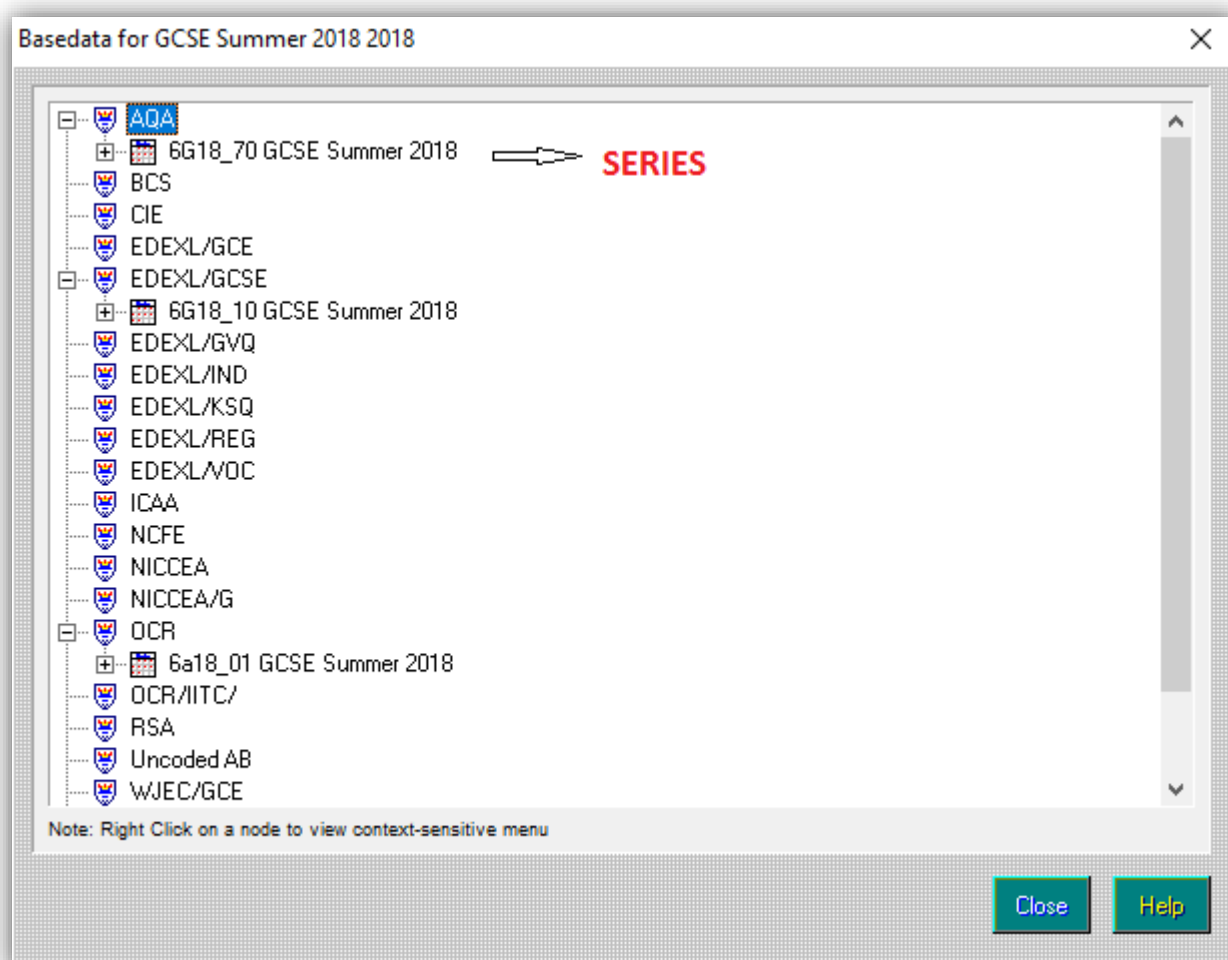 Basedata for GCSE Summer 2018 2018
AQA
6G18_70 GCSE Summer 2018 SERIES
BCS
CIE
EDEXL/GCE
EDEXL/GCSE
6G18_10 GCSE Summer 2018
EDEXL/GVQ
EDEXL/IND
EDEXL/KSQ
EDEXL/REG
EDEXL/VOC
ICAA
NCFE
NICCEA
NICCEA/G
OCR
6a18_01 GCSE Summer 2018
OCR/IITC/
RSA
Uncoded AB
WJEC/GCE
Note: Right Click on a node to view context-sensitive menu
Close Help